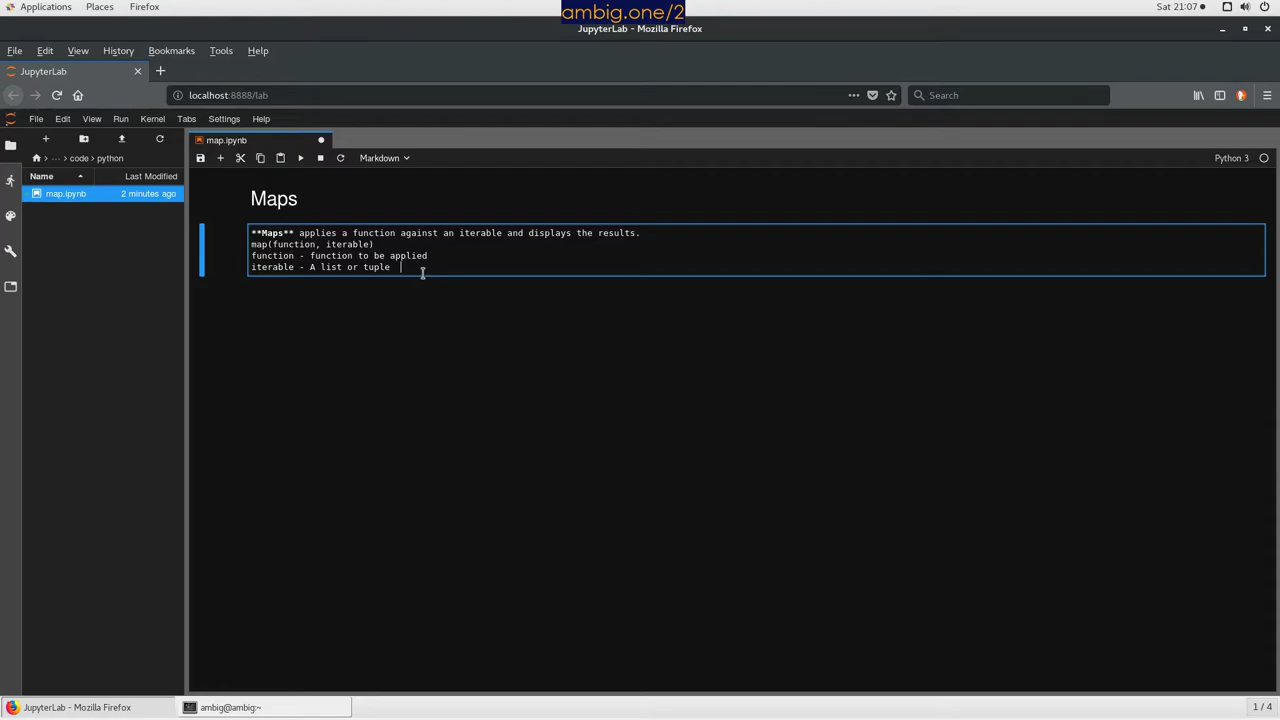 Applications Places Firefox ambig.one/2 Sat 21:07
JupyterLab - Mozilla Firefox
File Edit View History Bookmarks Tools Help
JupyterLab
localhost:8888/lab Search
File Edit View Run Kernel Tabs Settings Help
map.ipynb
code python Markdown Python 3
Name Last Modified
map.ipynb 2 minutes ago
Maps
**Maps** applies a function against an iterable and displays the results.
map(function, iterable)
function - function to be applied
iterable - A list or tuple
JupyterLab - Mozilla Firefox ambig@ambig:~ 1 / 4